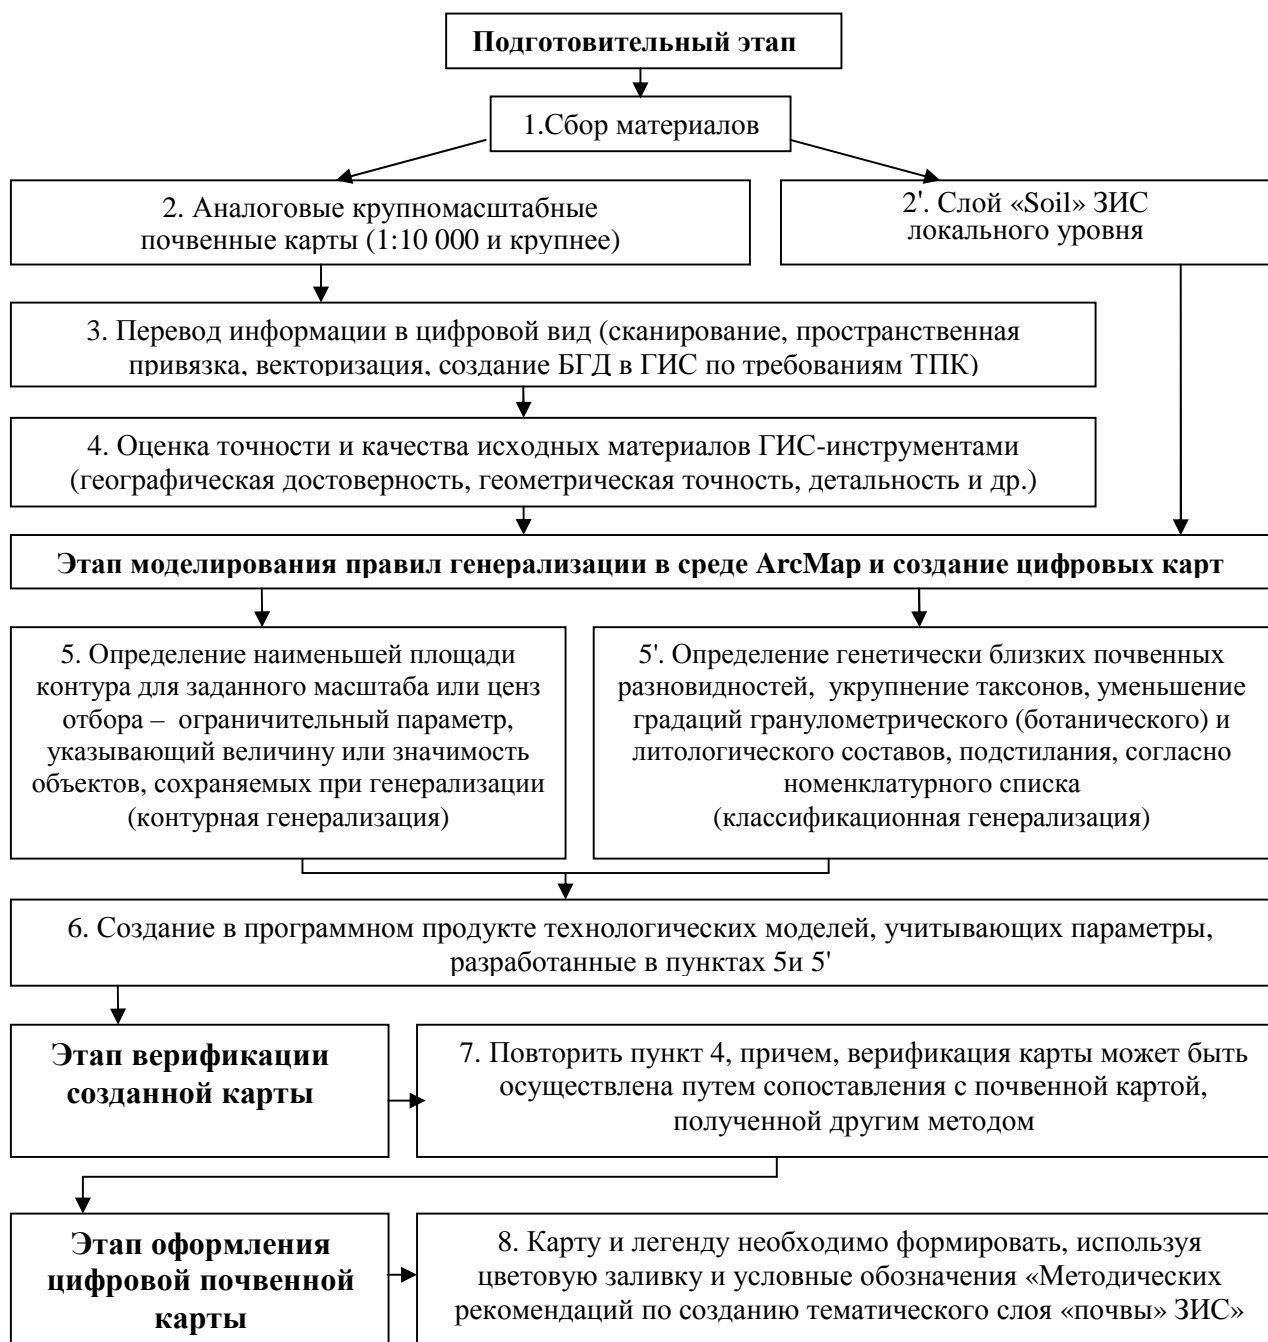 Подготовительный этап
1.Сбор материалов
2. Аналоговые крупномасштабные
почвенные карты (1:10 000 и крупнее)
2'. Слой «Soil» ЗИС
локального уровня
3. Перевод информации в цифровой вид (сканирование, пространственная
привязка, векторизация, создание БГД в ГИС по требованиям ТПК)
4. Оценка точности и качества исходных материалов ГИС-инструментами
(географическая достоверность, геометрическая точность, детальность и др.)
Этап моделирования правил генерализации в среде ArcMap и создание цифровых карт
5. Определение наименьшей площади
контура для заданного масштаба или ценз
отбора – ограничительный параметр,
указывающий величину или значимость
объектов, сохраняемых при генерализации
(контурная генерализация)
5'. Определение генетически близких почвенных
разновидностей, укрупнение таксонов, уменьшение
градаций гранулометрического (ботанического) и
литологического составов, подстилания, согласно
номенклатурного списка
(классификационная генерализация)
6. Создание в программном продукте технологических моделей, учитывающих параметры,
разработанные в пунктах 5и 5'
Этап верификации
созданной карты
7. Повторить пункт 4, причем, верификация карты может быть
осуществлена путем сопоставления с почвенной картой,
полученной другим методом
Этап оформления
цифровой почвенной
карты
8. Карту и легенду необходимо формировать, используя
цветовую заливку и условные обозначения «Методических
рекомендаций по созданию тематического слоя «почвы» ЗИС»